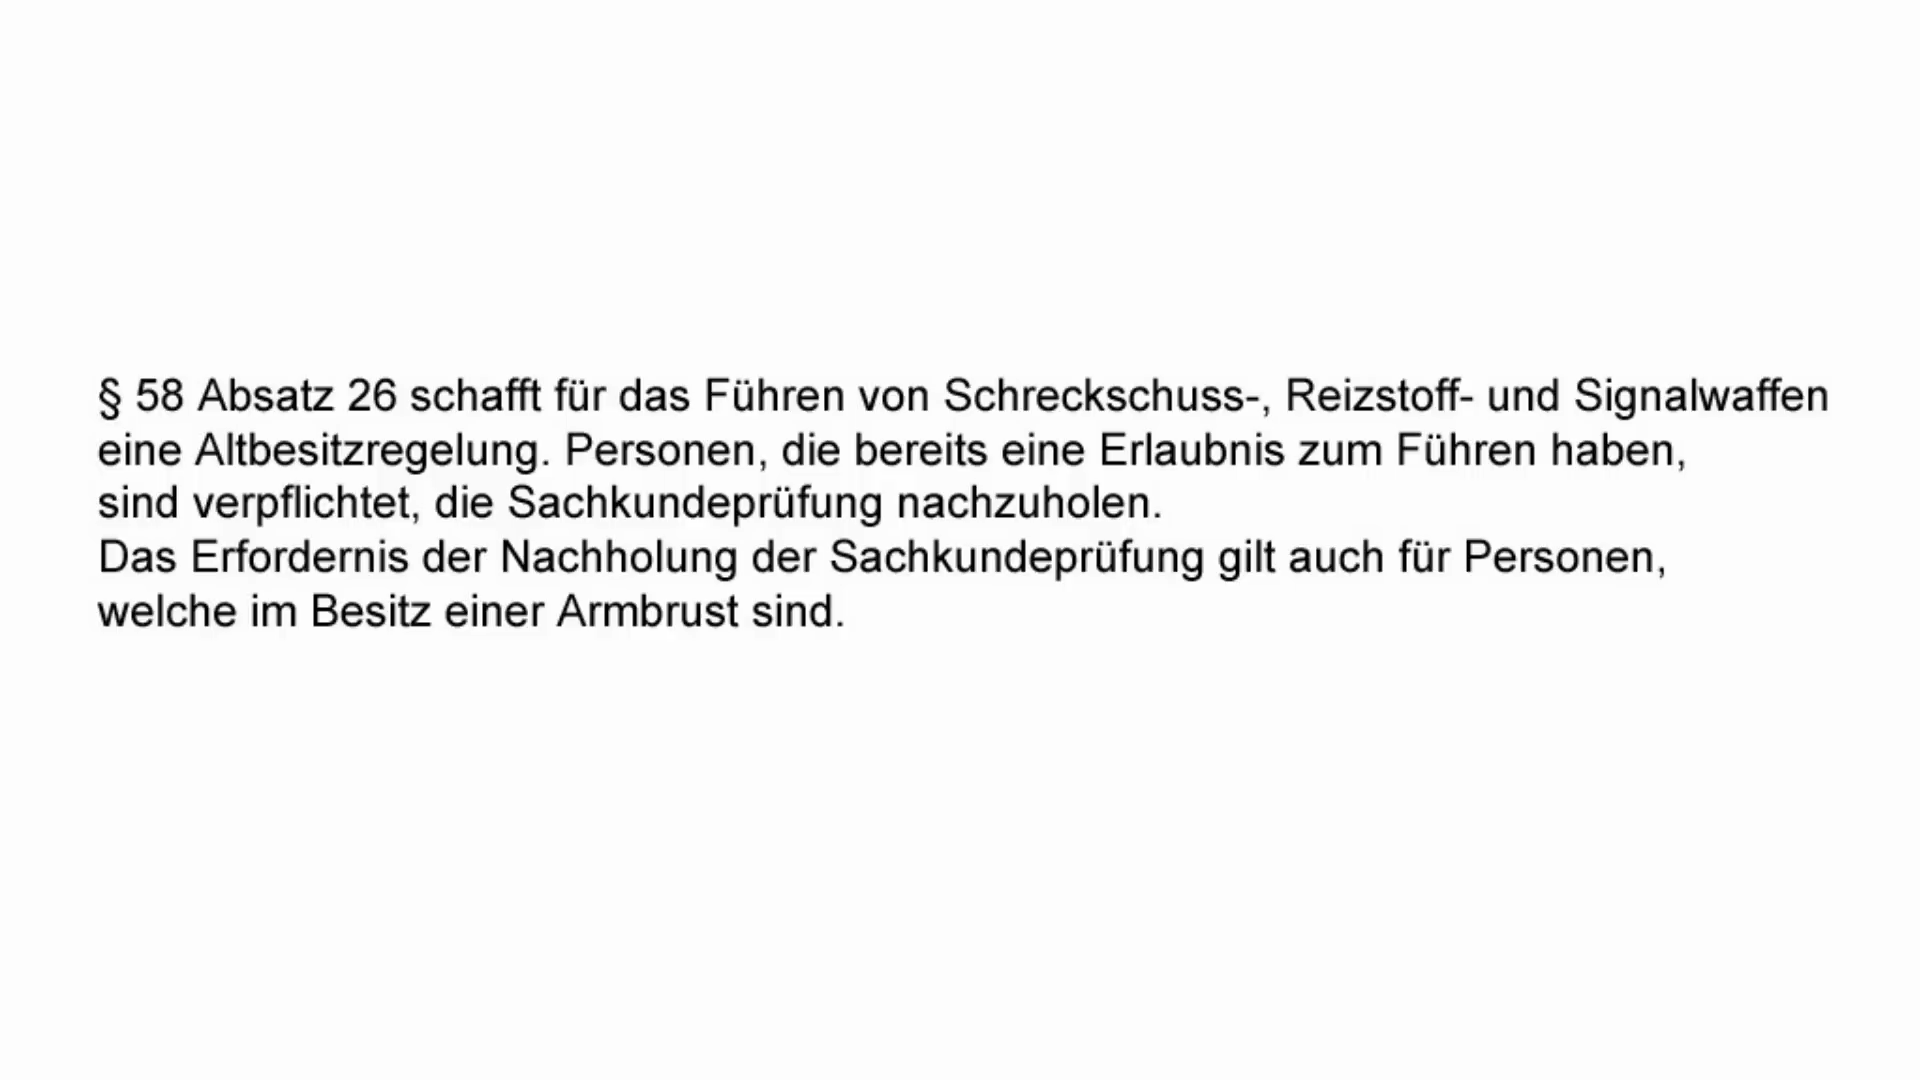 § 58 Absatz 26 schafft für das Führen von Schreckschuss-, Reizstoff- und Signalwaffen
eine Altbesitzregelung. Personen, die bereits eine Erlaubnis zum Führen haben,
sind verpflichtet, die Sachkundeprüfung nachzuholen.
Das Erfordernis der Nachholung der Sachkundeprüfung gilt auch für Personen,
welche im Besitz einer Armbrust sind.